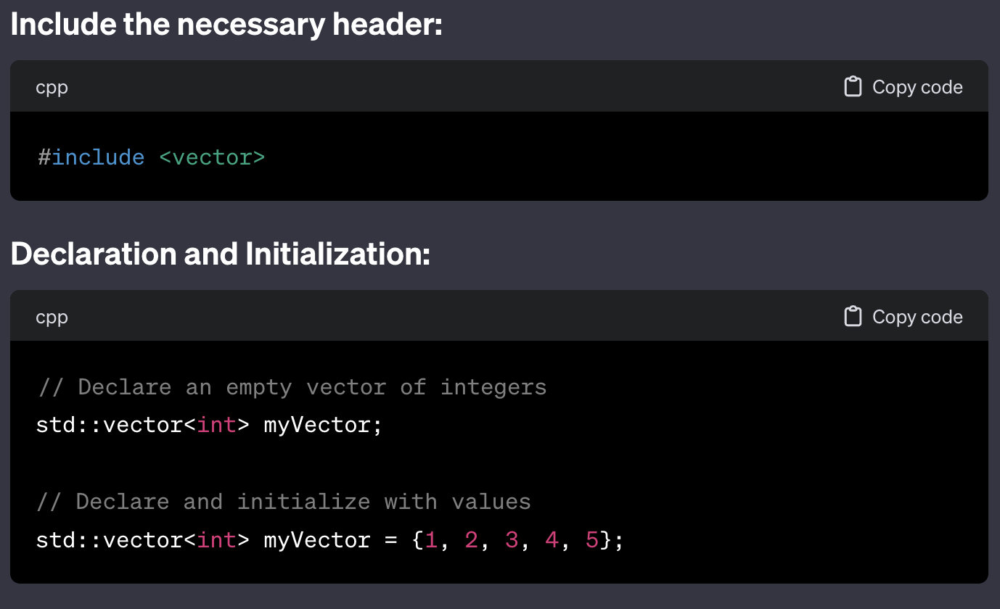 Include the necessary header:
cpp
Copy code
#include <vector>
Declaration and Initialization:
cpp
Copy code
// Declare an empty vector of integers
std::vector<int> myVector;
// Declare and initialize with values
std::vector<int> myVector = {1, 2, 3, 4, 5};